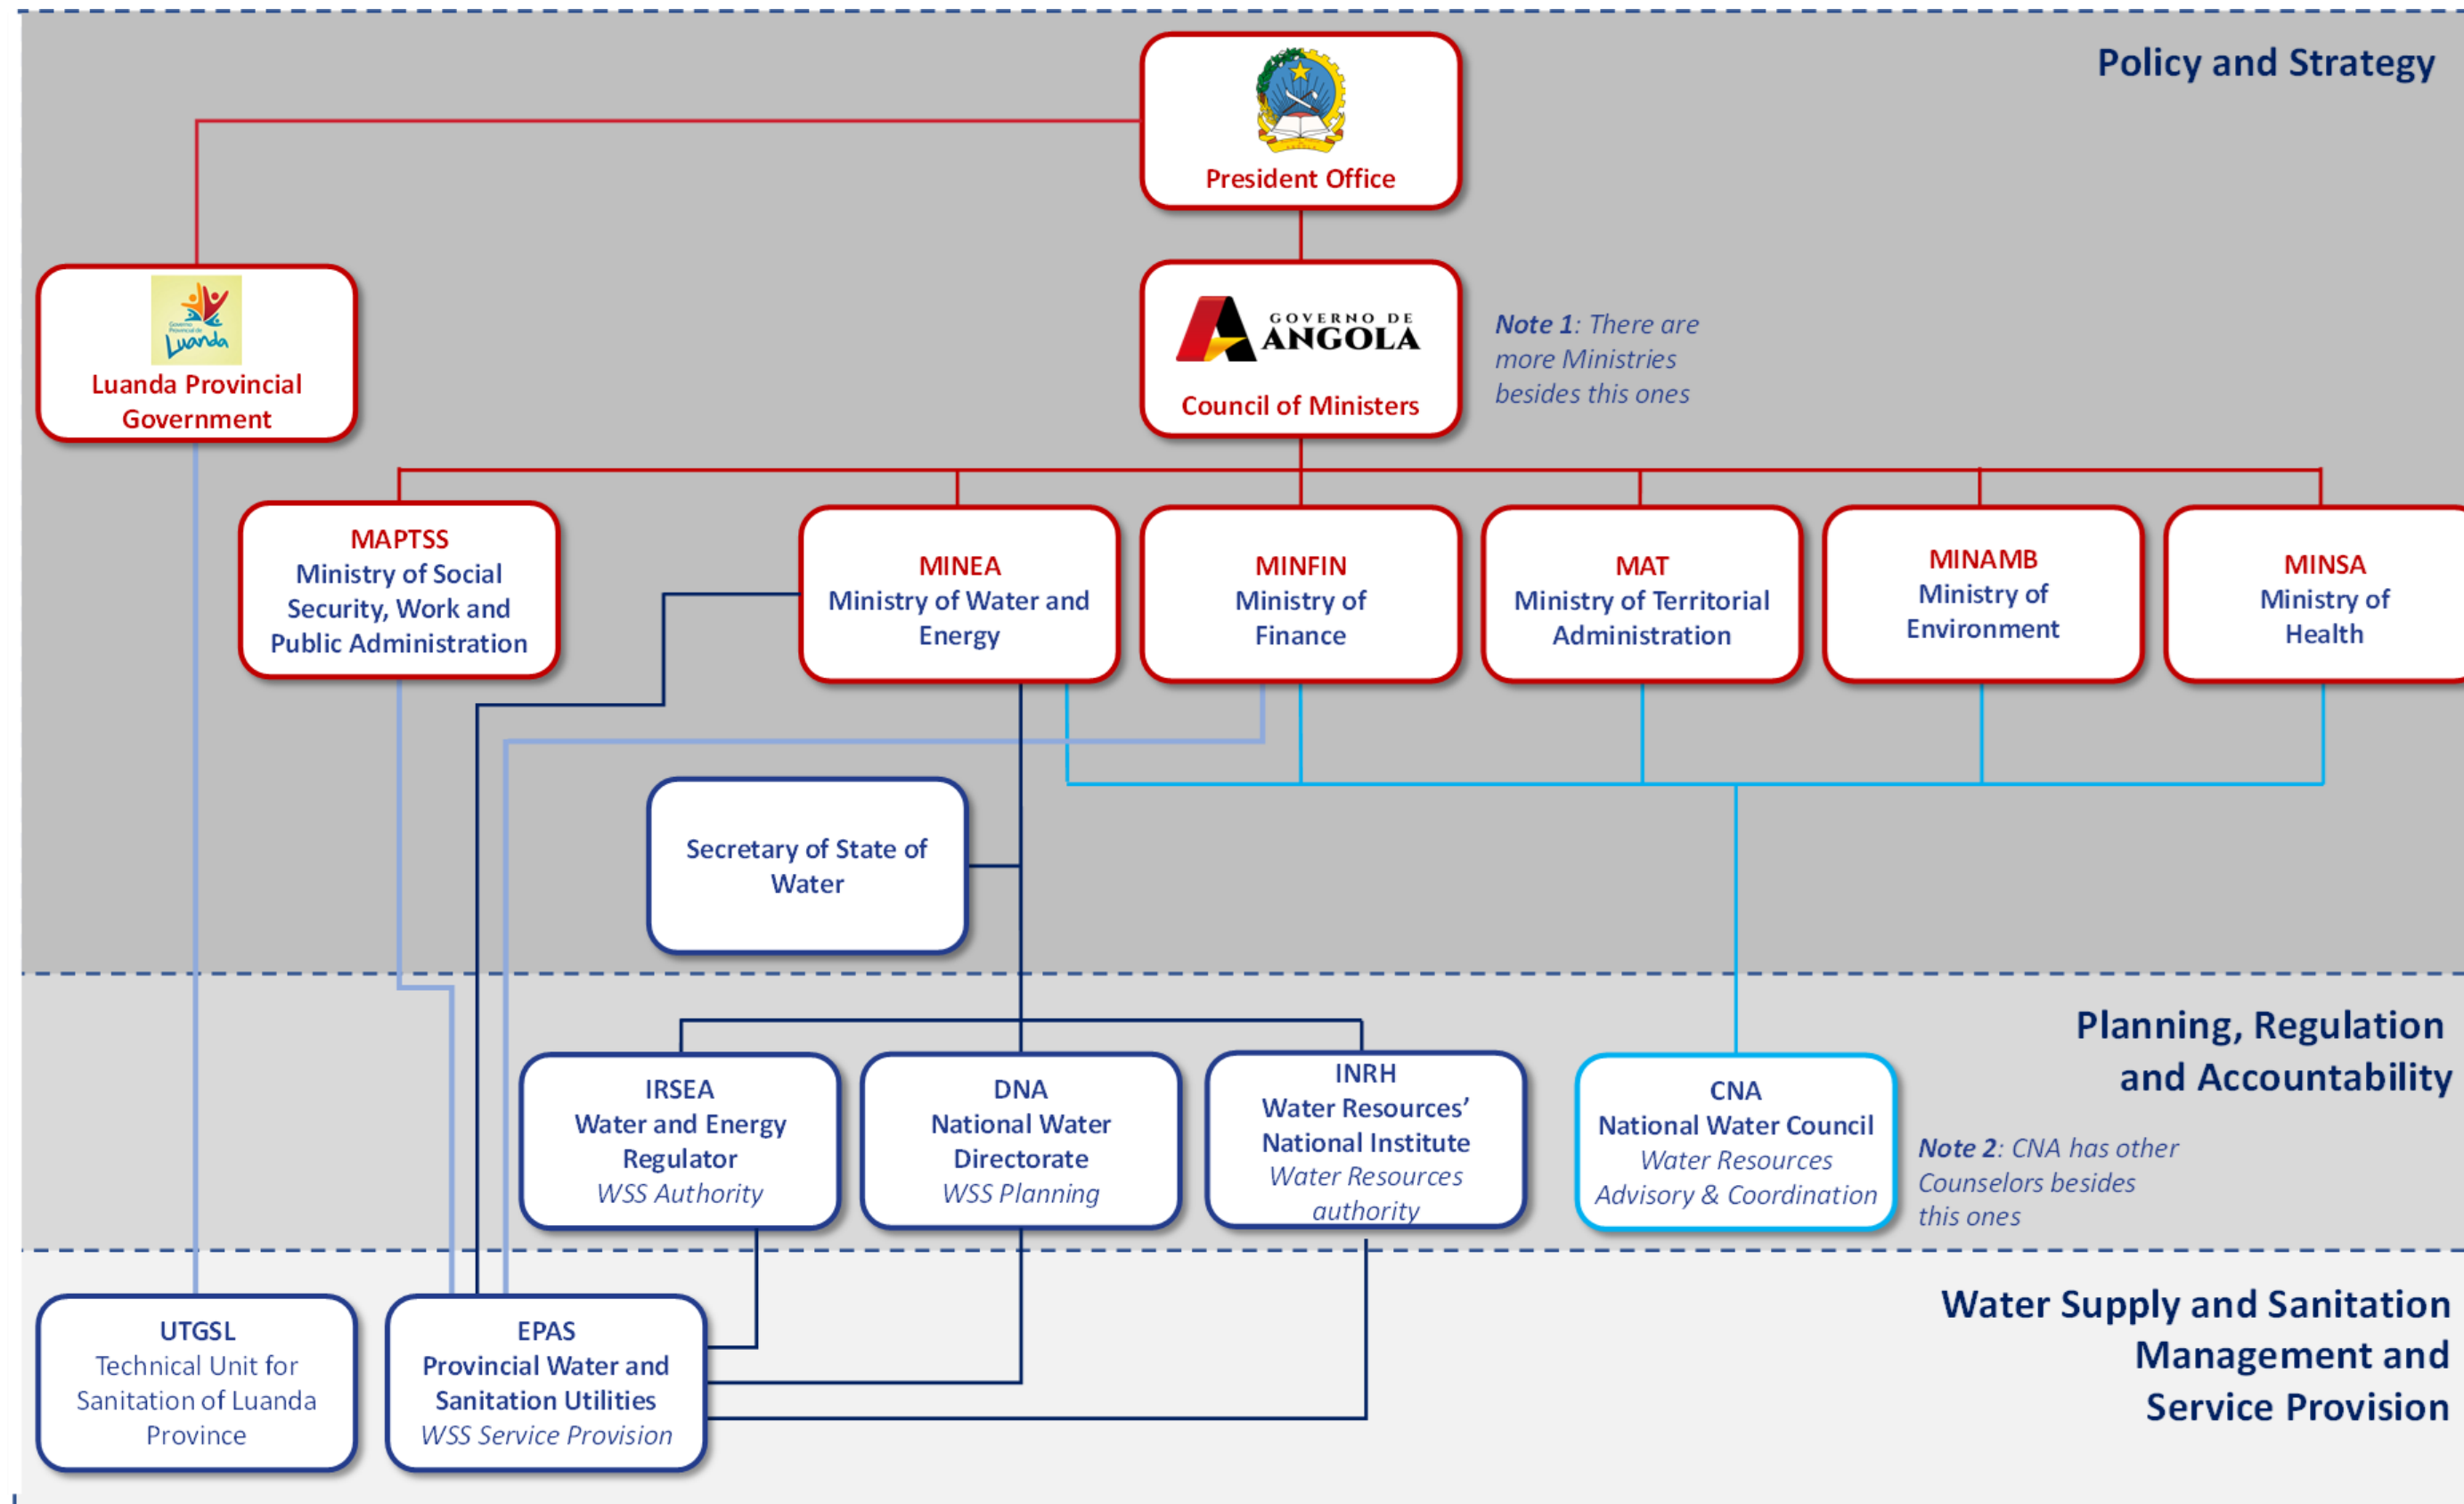 Policy and Strategy
President Office
Governo
Provincial de
Luanda
Luanda Provincial
Government
GOVERNO DE
ANGOLA
Council of Ministers
Note 1: There are
more Ministries
besides this ones
MAPTSS
Ministry of Social
Security, Work and
Public Administration
MINEA
Ministry of Water and
Energy
MINFIN
Ministry of
Finance
MAT
Ministry of Territorial
Administration
MINAMB
Ministry of
Environment
MINSA
Ministry of
Health
Secretary of State of
Water
Planning, Regulation
and Accountability
IRSEA
Water and Energy
Regulator
WSS Authority
DNA
National Water
Directorate
WSS Planning
INRH
Water Resources’
National Institute
Water Resources
authority
CNA
National Water Council
Water Resources
Advisory & Coordination
Note 2: CNA has other
Counselors besides
this ones
Water Supply and Sanitation
Management and
Service Provision
UTGSL
Technical Unit for
Sanitation of Luanda
Province
EPAS
Provincial Water and
Sanitation Utilities
WSS Service Provision